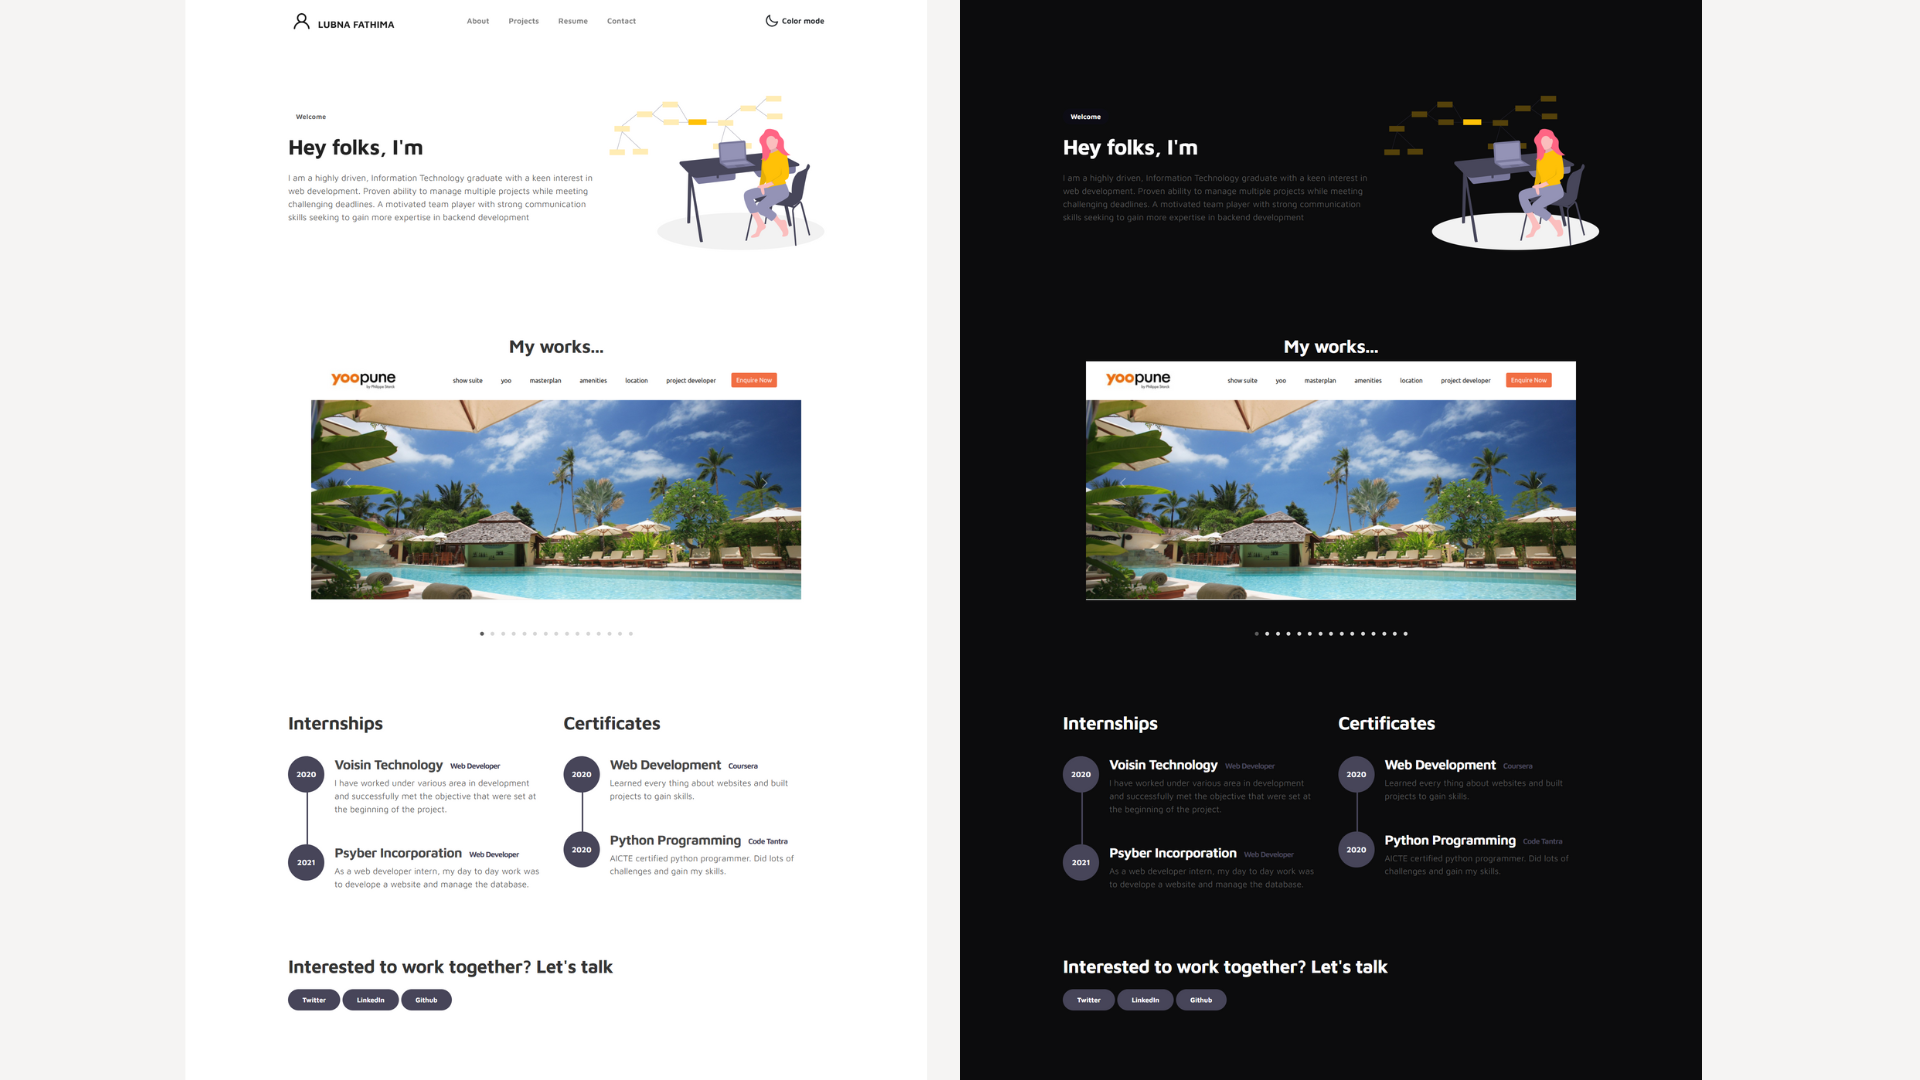 LUBNA FATHIMA
About Projects Resume Contact
Color mode
Welcome
Hey folks, I'm
I am a highly driven, Information Technology graduate with a keen interest in
web development. Proven ability to manage multiple projects while meeting
challenging deadlines. A motivated team player with strong communication
skills seeking to gain more expertise in backend development
My works...
yoopune
by Philippe Starck
show suite yoo masterplan amenities location project developer Enquire Now
Internships
2020
Voisin Technology Web Developer
I have worked under various area in development
and successfully met the objective that were set at
the beginning of the project.
2021
Psyber Incorporation Web Developer
As a web developer intern, my day to day work was
to develope a website and manage the database.
Certificates
2020
Web Development Coursera
Learned every thing about websites and built
projects to gain skills.
2020
Python Programming Code Tantra
AICTE certified python programmer. Did lots of
challenges and gain my skills.
Interested to work together? Let's talk
Twitter LinkedIn Github
Welcome
Hey folks, I'm
I am a highly driven, Information Technology graduate with a keen interest in
web development. Proven ability to manage multiple projects while meeting
challenging deadlines. A motivated team player with strong communication
skills seeking to gain more expertise in backend development
My works...
yoopune
by Philippe Starck
show suite yoo masterplan amenities location project developer Enquire Now
Internships
2020
Voisin Technology Web Developer
I have worked under various area in development
and successfully met the objective that were set at
the beginning of the project.
2021
Psyber Incorporation Web Developer
As a web developer intern, my day to day work was
to develope a website and manage the database.
Certificates
2020
Web Development Coursera
Learned every thing about websites and built
projects to gain skills.
2020
Python Programming Code Tantra
AICTE certified python programmer. Did lots of
challenges and gain my skills.
Interested to work together? Let's talk
Twitter LinkedIn Github